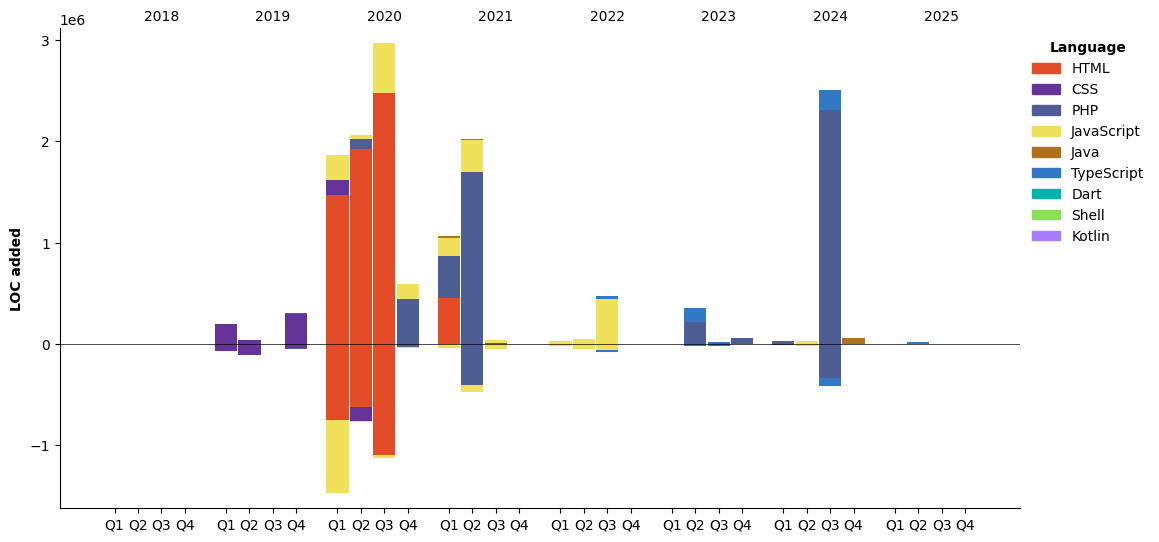 2018 2019 2020 2021 2022 2023 2024 2025
1e6
3
2
1
0
−1
LOC added
Q1 Q2 Q3 Q4 Q1 Q2 Q3 Q4 Q1 Q2 Q3 Q4 Q1 Q2 Q3 Q4 Q1 Q2 Q3 Q4 Q1 Q2 Q3 Q4 Q1 Q2 Q3 Q4 Q1 Q2 Q3 Q4
Language
HTML
CSS
PHP
JavaScript
Java
TypeScript
Dart
Shell
Kotlin